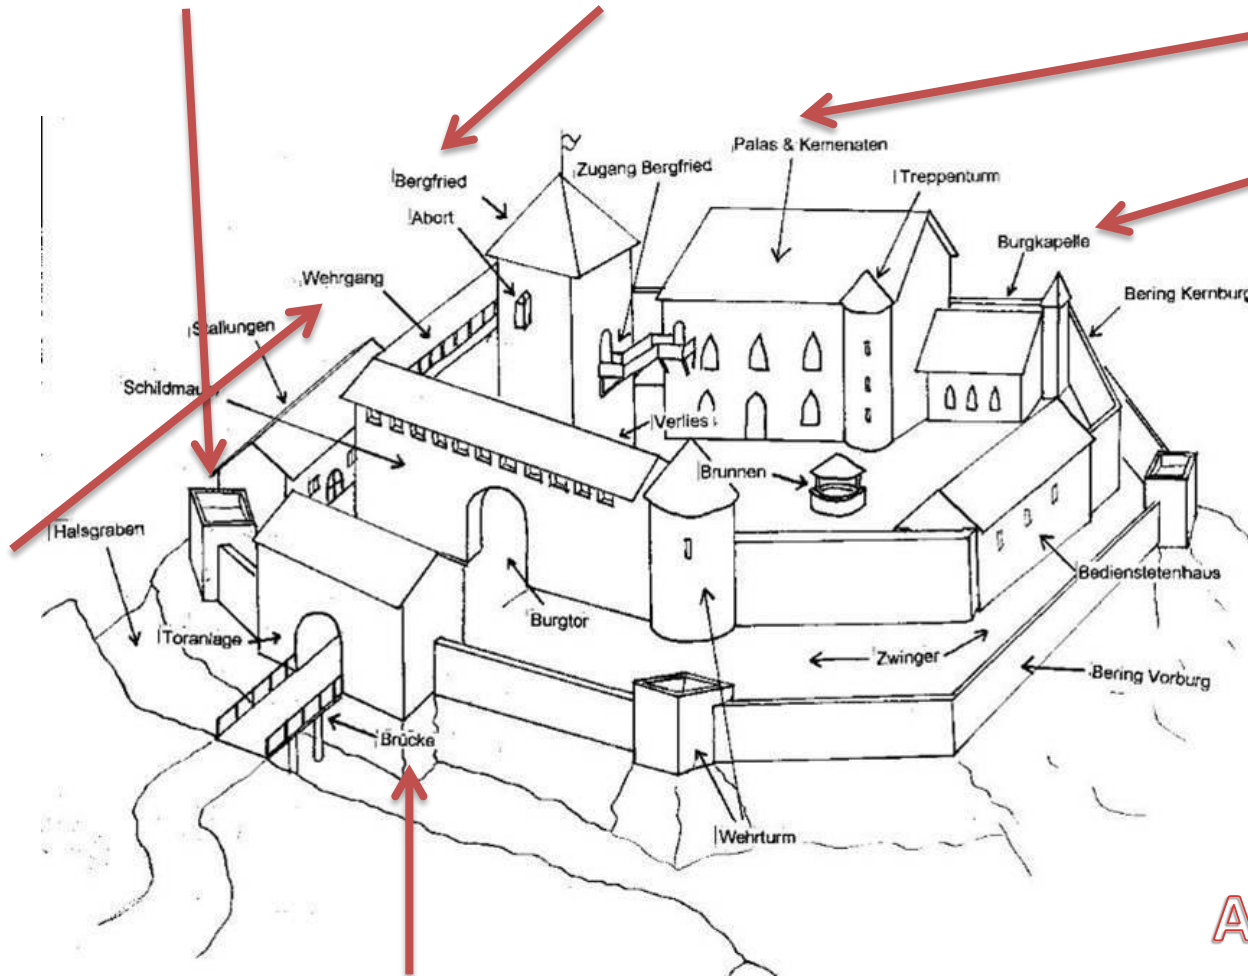 Palas & Kemenaten
Zugang Bergfried
Bergfried
Treppenturm
Abort
Burgkapelle
Wehrgang
Bering Kernburg
Stallungen
Schildmauer
Verlies
Brunnen
Halsgraben
Bedienstetenhaus
Burgtor
Toranlage
Zwinger
Bering Vorburg
Brücke
Wehrturm
A